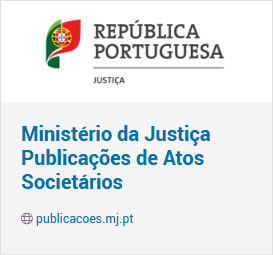 REPÚBLICA
PORTUGUESA
JUSTIÇA
Ministério da Justiça
Publicações de Atos
Societários
publicacoes.mj.pt